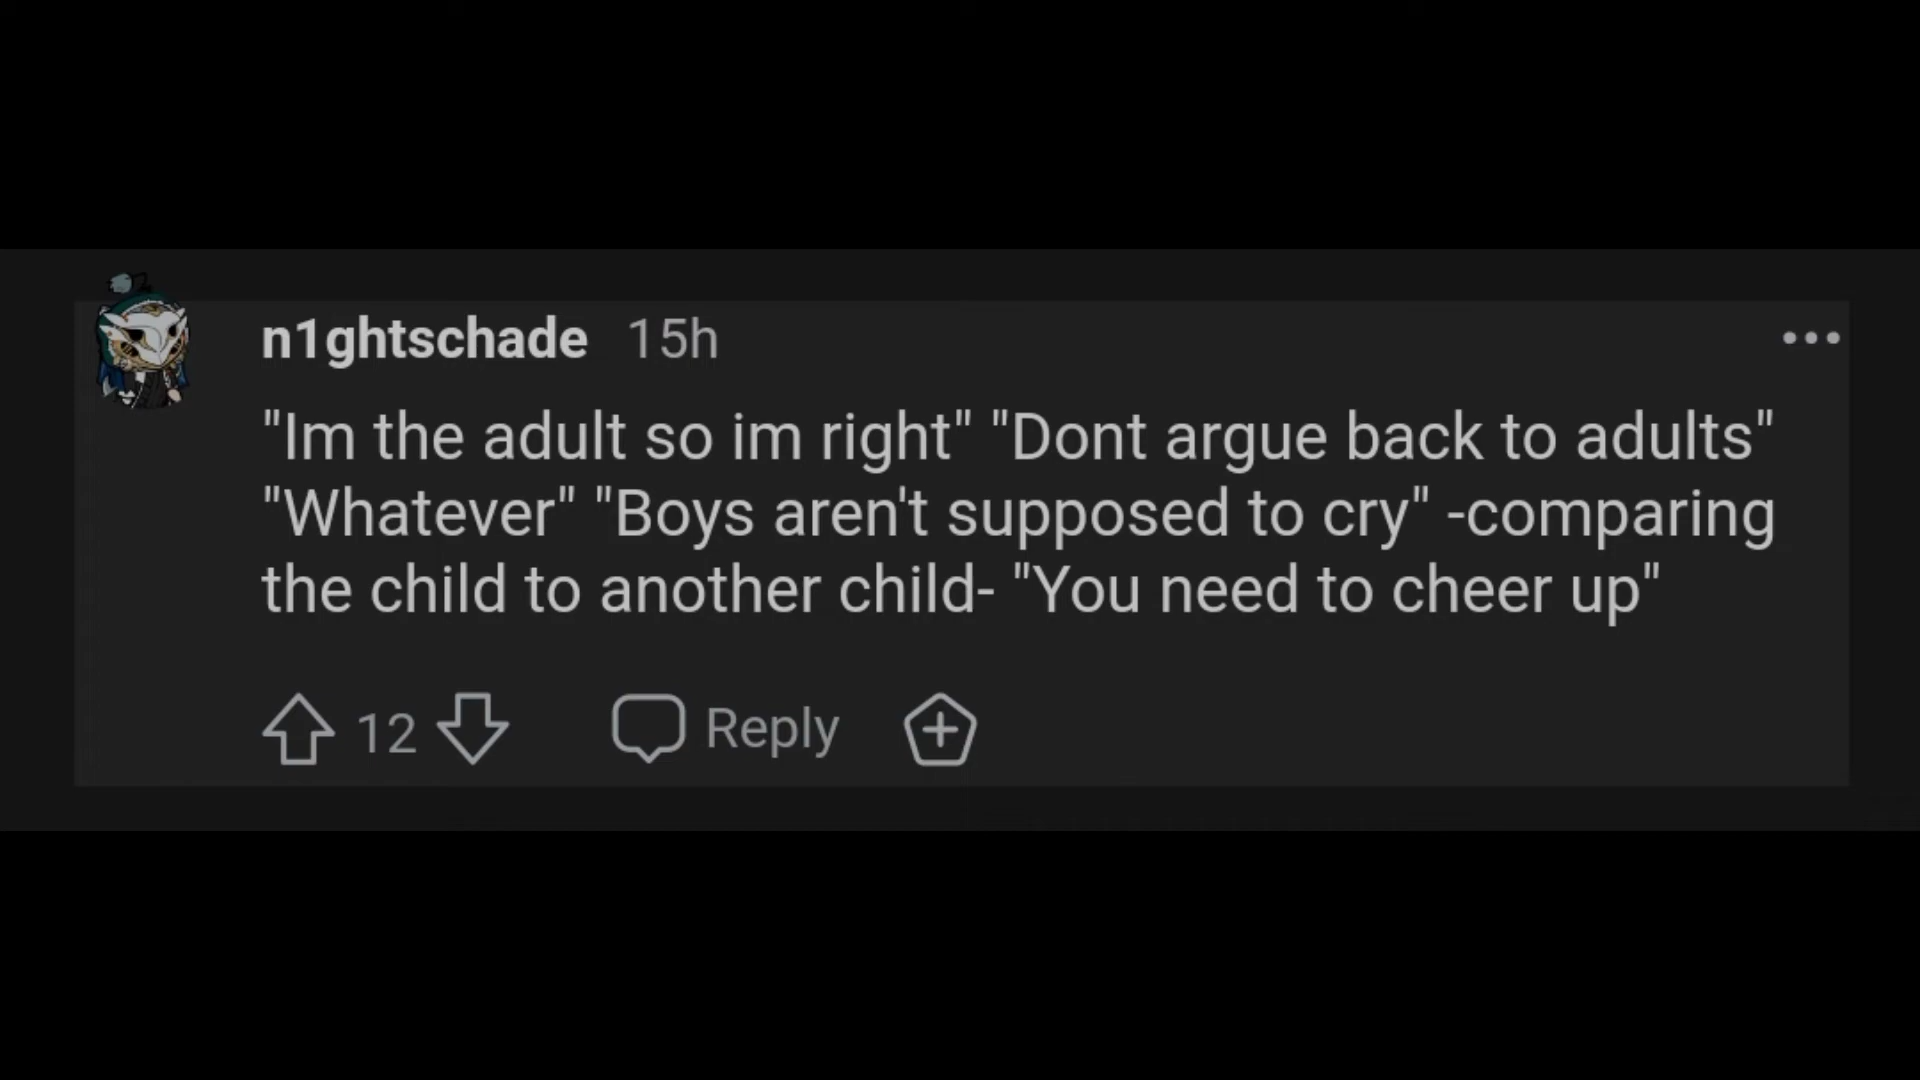 n1ghtschade 15h
"Im the adult so im right" "Dont argue back to adults"
"Whatever" "Boys aren't supposed to cry" -comparing
the child to another child- "You need to cheer up"
12 Reply